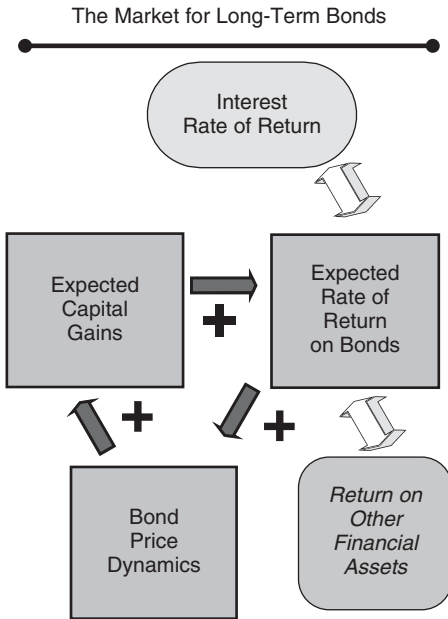 The Market for Long-Term Bonds
Interest
Rate of Return
Expected
Capital
Gains
+
Expected
Rate of
Return
on Bonds
+
+
Bond
Price
Dynamics
Return on
Other
Financial
Assets